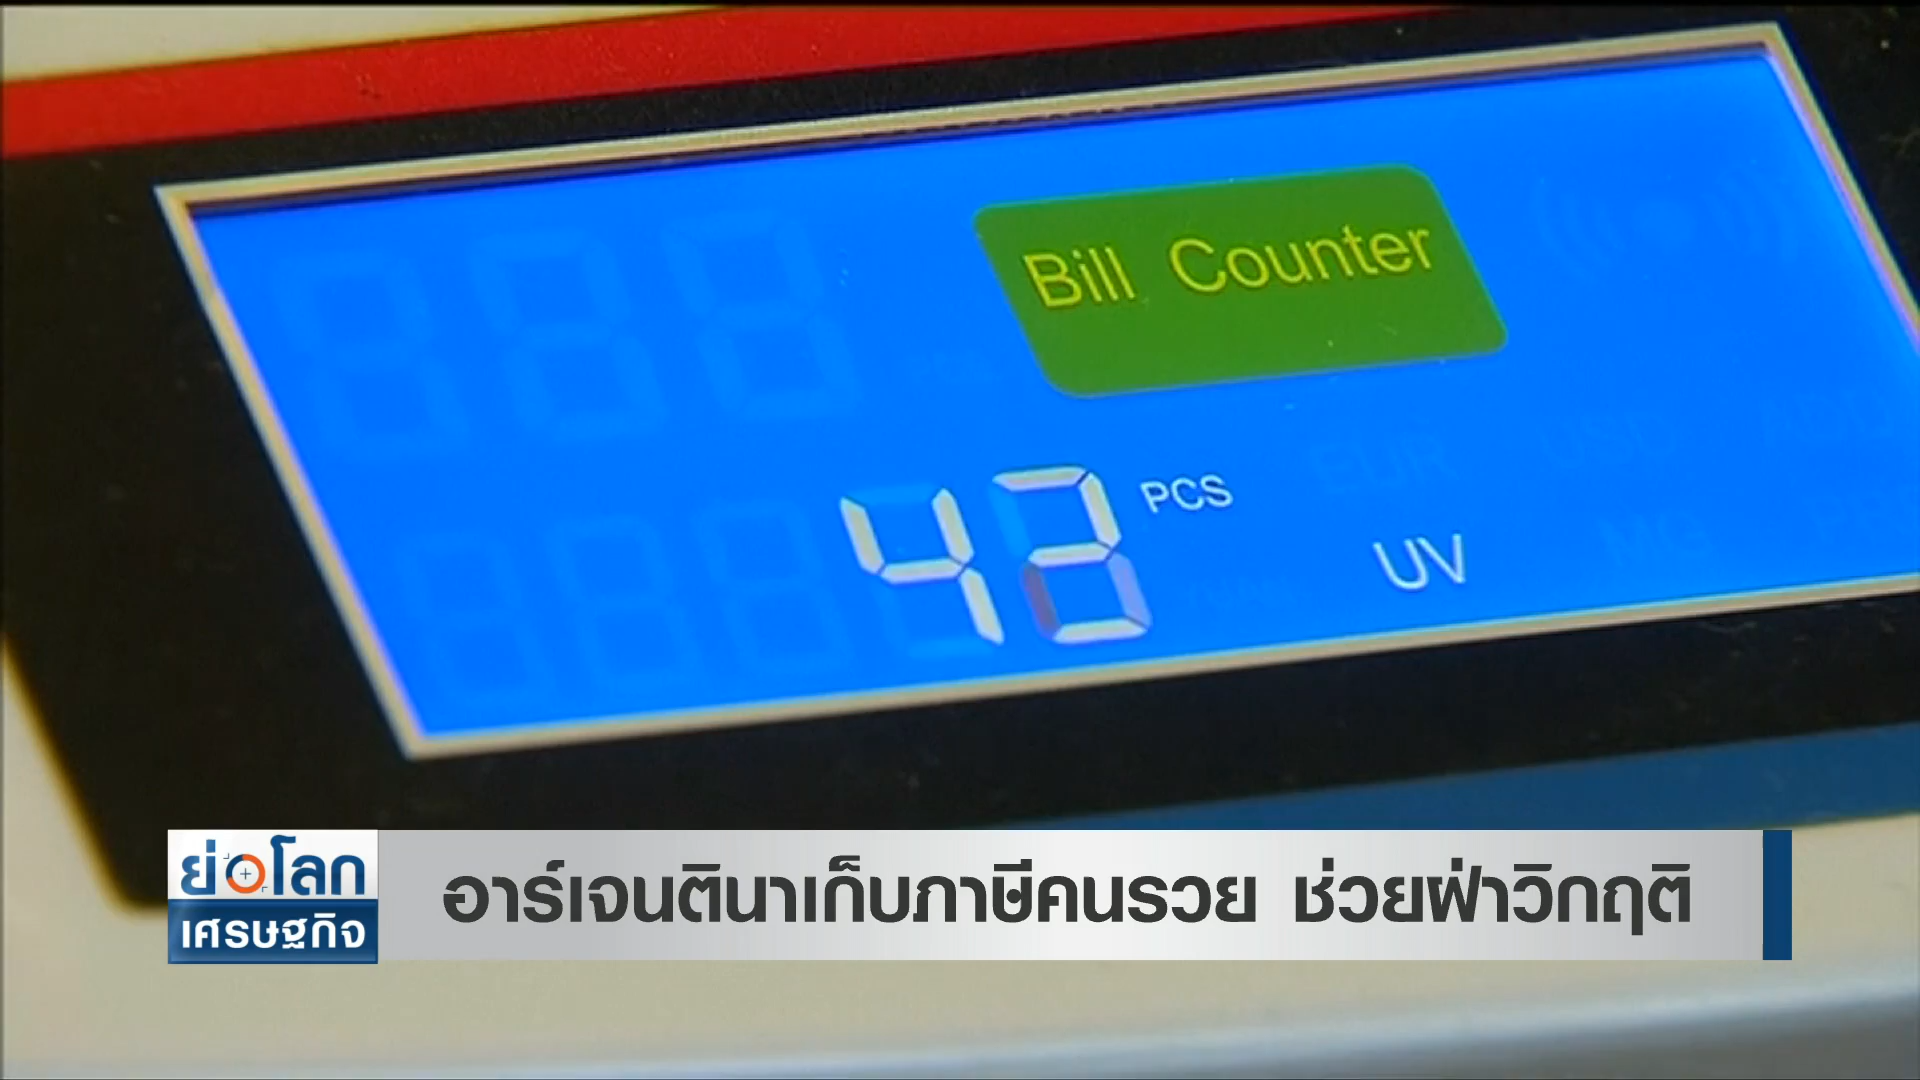 Bill Counter
42 PCS
UV
ย่อโลก
เศรษฐกิจ
อาร์เจนตินาเก็บภาษีคนรวย ช่วยฝ่าวิกฤติ